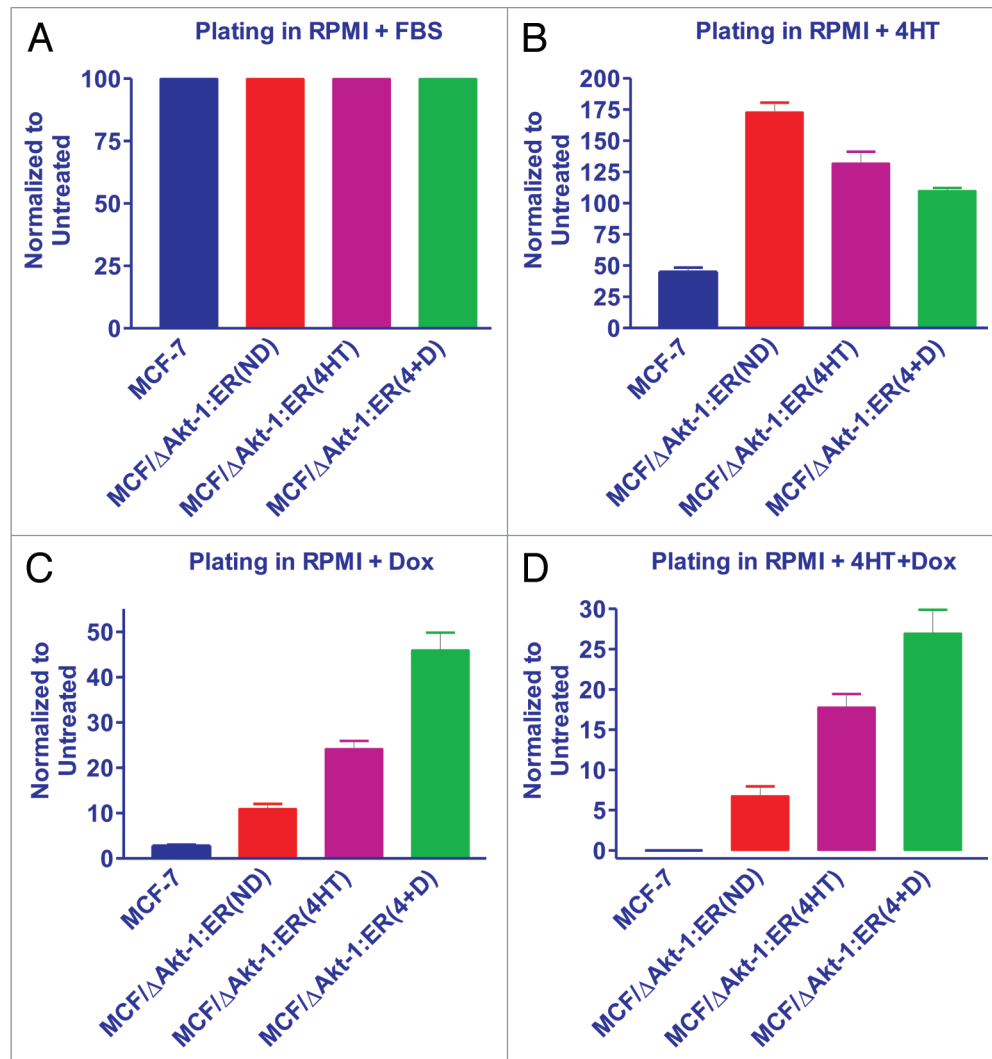 A
Plating in RPMI + FBS
Normalized to
Untreated
100
75
50
25
0
MCF-7
MCF/ΔAkt-1:ER(ND)
MCF/ΔAkt-1:ER(4HT)
MCF/ΔAkt-1:ER(4+D)
B
Plating in RPMI + 4HT
Normalized to
Untreated
200
175
150
125
100
75
50
25
0
MCF-7
MCF/ΔAkt-1:ER(ND)
MCF/ΔAkt-1:ER(4HT)
MCF/ΔAkt-1:ER(4+D)
C
Plating in RPMI + Dox
Normalized to
Untreated
50
40
30
20
10
0
MCF-7
MCF/ΔAkt-1:ER(ND)
MCF/ΔAkt-1:ER(4HT)
MCF/ΔAkt-1:ER(4+D)
D
Plating in RPMI + 4HT+Dox
Normalized to
Untreated
30
25
20
15
10
5
0
MCF-7
MCF/ΔAkt-1:ER(ND)
MCF/ΔAkt-1:ER(4HT)
MCF/ΔAkt-1:ER(4+D)